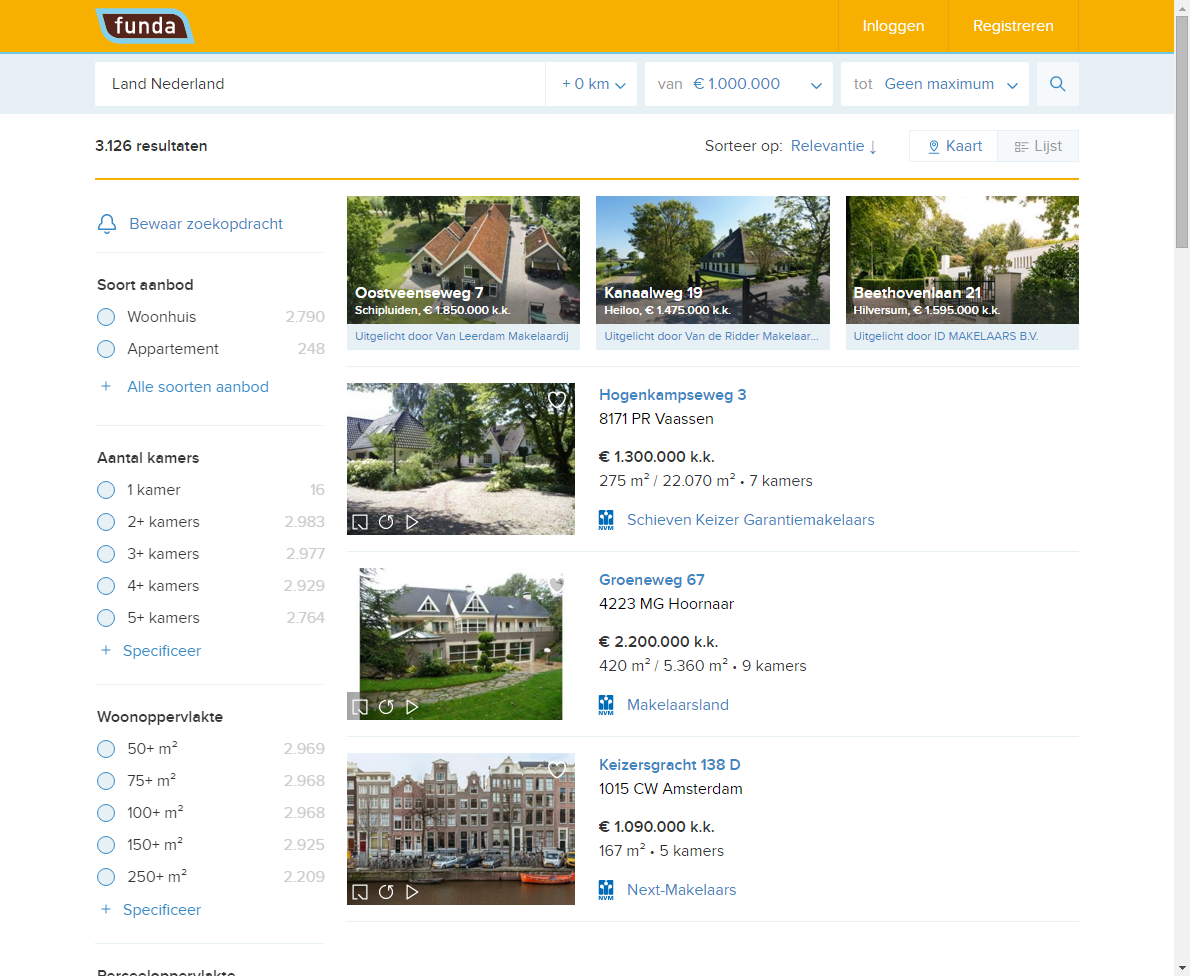 funda
Inloggen
Registreren
Land Nederland
+ 0 km
van € 1.000.000
tot Geen maximum
3.126 resultaten
Sorteer op: Relevantie ↓
Kaart
Lijst
Bewaar zoekopdracht
Soort aanbod
Woonhuis 2.790
Appartement 248
+ Alle soorten aanbod
Aantal kamers
1 kamer 16
2+ kamers 2.983
3+ kamers 2.977
4+ kamers 2.929
5+ kamers 2.764
+ Specificeer
Woonoppervlakte
50+ m² 2.969
75+ m² 2.968
100+ m² 2.968
150+ m² 2.925
250+ m² 2.209
+ Specificeer
Perceeloppervlakte
Oostveenseweg 7
Schipluiden, € 1.850.000 k.k.
Uitgelicht door Van Leerdam Makelaardij
Kanaalweg 19
Heiloo, € 1.475.000 k.k.
Uitgelicht door Van de Ridder Makelaar...
Beethovenlaan 21
Hilversum, € 1.595.000 k.k.
Uitgelicht door ID MAKELAARS B.V.
Hogenkampseweg 3
8171 PR Vaassen
€ 1.300.000 k.k.
275 m² / 22.070 m² • 7 kamers
NVM Schieven Keizer Garantiemakelaars
Groeneweg 67
4223 MG Hoornaar
€ 2.200.000 k.k.
420 m² / 5.360 m² • 9 kamers
NVM Makelaarsland
Keizersgracht 138 D
1015 CW Amsterdam
€ 1.090.000 k.k.
167 m² • 5 kamers
NVM Next-Makelaars